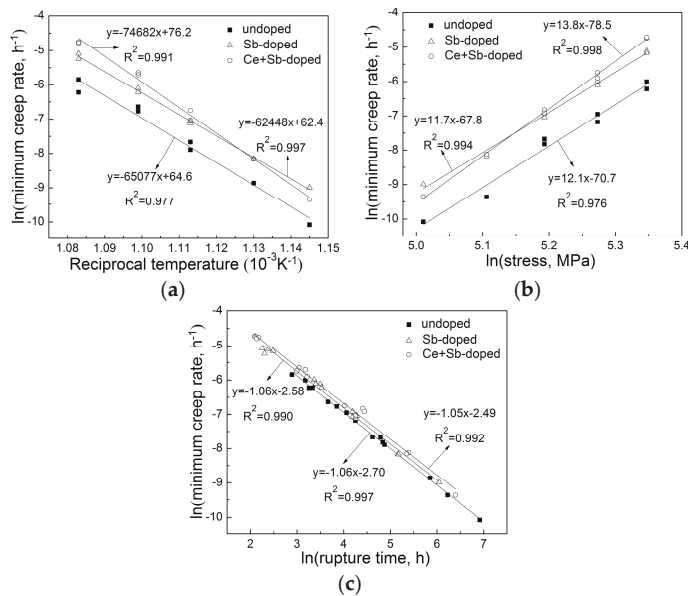 y=-74682x+76.2
R²=0.991
undoped
Sb-doped
Ce+Sb-doped
y=-62448x+62.4
R²=0.997
y=-65077x+64.6
R²=0.977
-4
-5
-6
-7
-8
-9
-10
ln(minimum creep rate, h⁻¹)
1.08 1.09 1.10 1.11 1.12 1.13 1.14 1.15
Reciprocal temperature (10⁻³K⁻¹)
(a)
undoped
Sb-doped
Ce+Sb-doped
y=13.8x-78.5
R²=0.998
y=11.7x-67.8
R²=0.994
y=12.1x-70.7
R²=0.976
-4
-5
-6
-7
-8
-9
-10
ln(minimum creep rate, h⁻¹)
5.0 5.1 5.2 5.3 5.4
ln(stress, MPa)
(b)
undoped
Sb-doped
Ce+Sb-doped
y=-1.06x-2.58
R²=0.990
y=-1.05x-2.49
R²=0.992
y=-1.06x-2.70
R²=0.997
-4
-5
-6
-7
-8
-9
-10
ln(minimum creep rate, h⁻¹)
2 3 4 5 6 7
ln(rupture time, h)
(c)